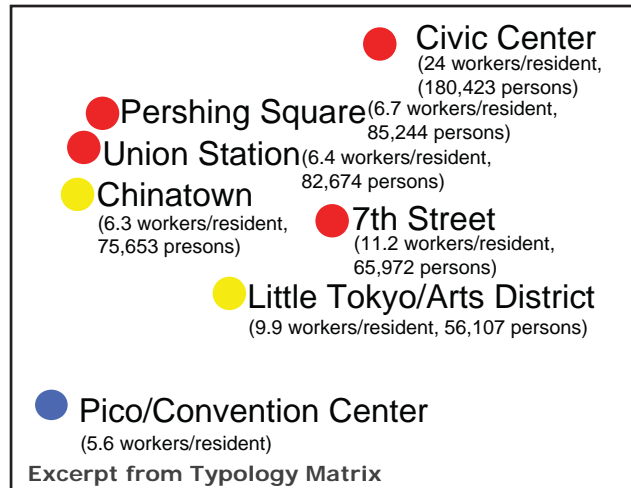 Civic Center
(24 workers/resident,
(180,423 persons)
Pershing Square (6.7 workers/resident,
85,244 persons)
Union Station (6.4 workers/resident,
82,674 persons)
Chinatown
(6.3 workers/resident,
75,653 presons)
7th Street
(11.2 workers/resident,
65,972 persons)
Little Tokyo/Arts District
(9.9 workers/resident, 56,107 persons)
Pico/Convention Center
(5.6 workers/resident)
Excerpt from Typology Matrix